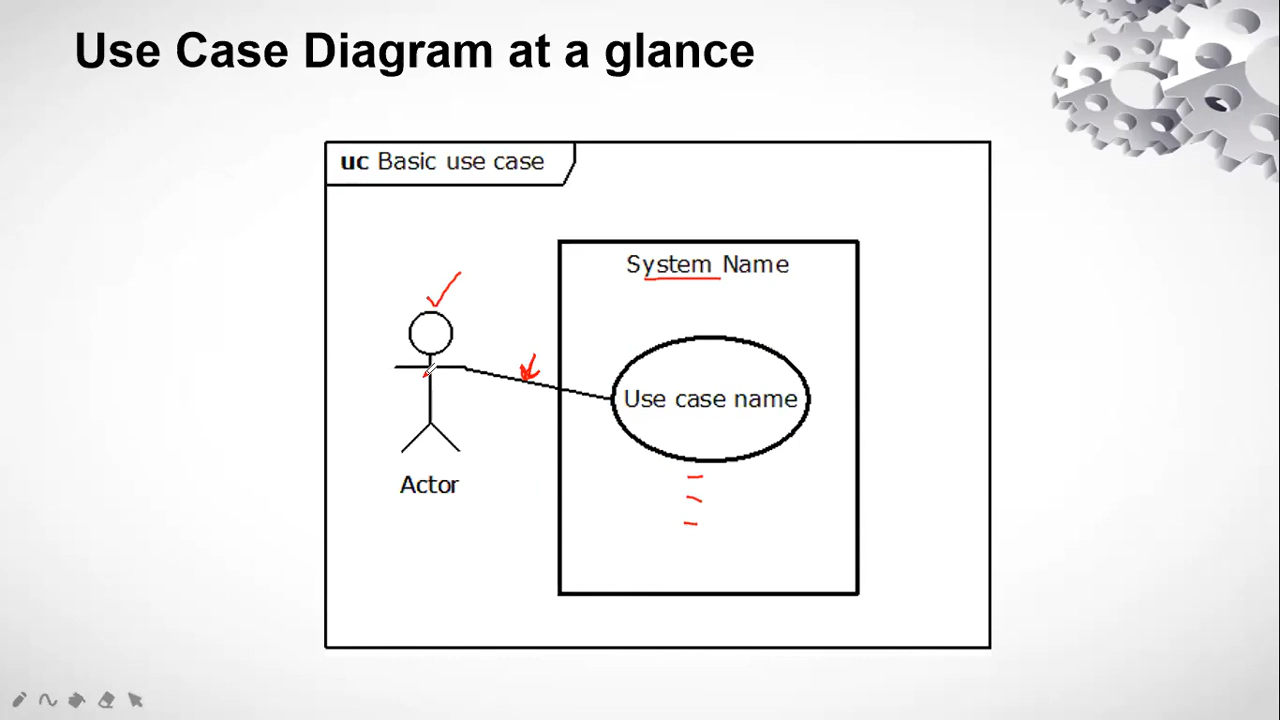 Use Case Diagram at a glance
uc Basic use case
System Name
Use case name
Actor